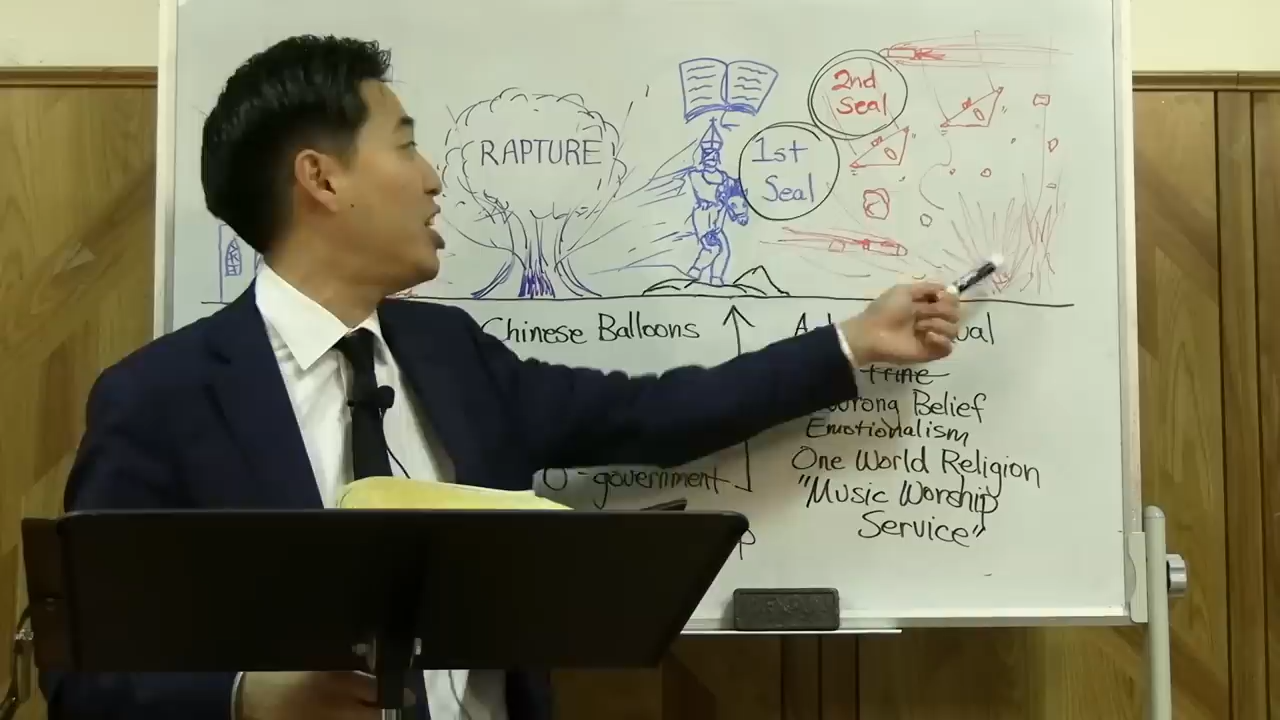 RAPTURE
1st
Seal
2nd
Seal
Chinese Balloons
government
Wrong Belief
Emotionalism
One World Religion
"Music Worship
Service"